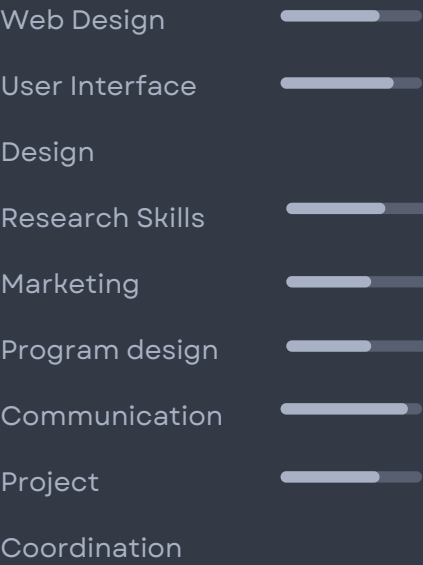 Web Design
User Interface
Design
Research Skills
Marketing
Program design
Communication
Project
Coordination